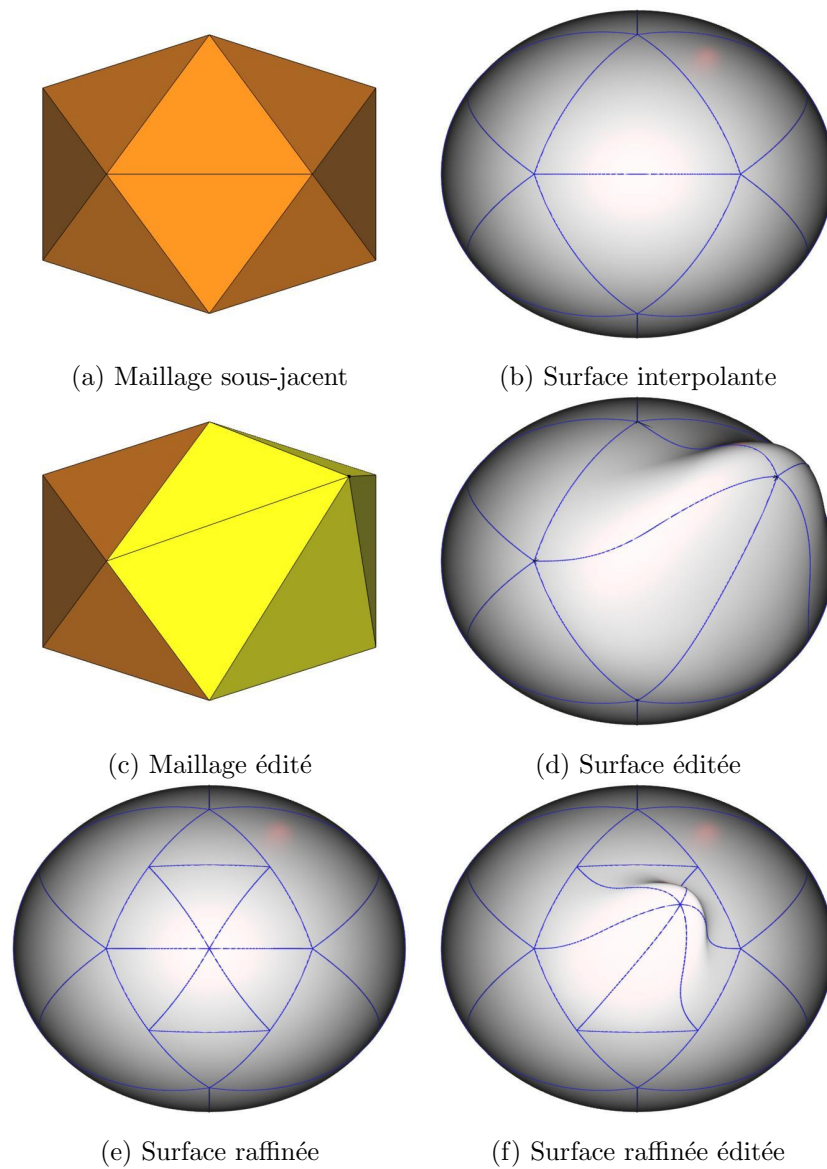 (a) Maillage sous-jacent
(b) Surface interpolante
(c) Maillage édité
(d) Surface éditée
(e) Surface raffinée
(f) Surface raffinée éditée